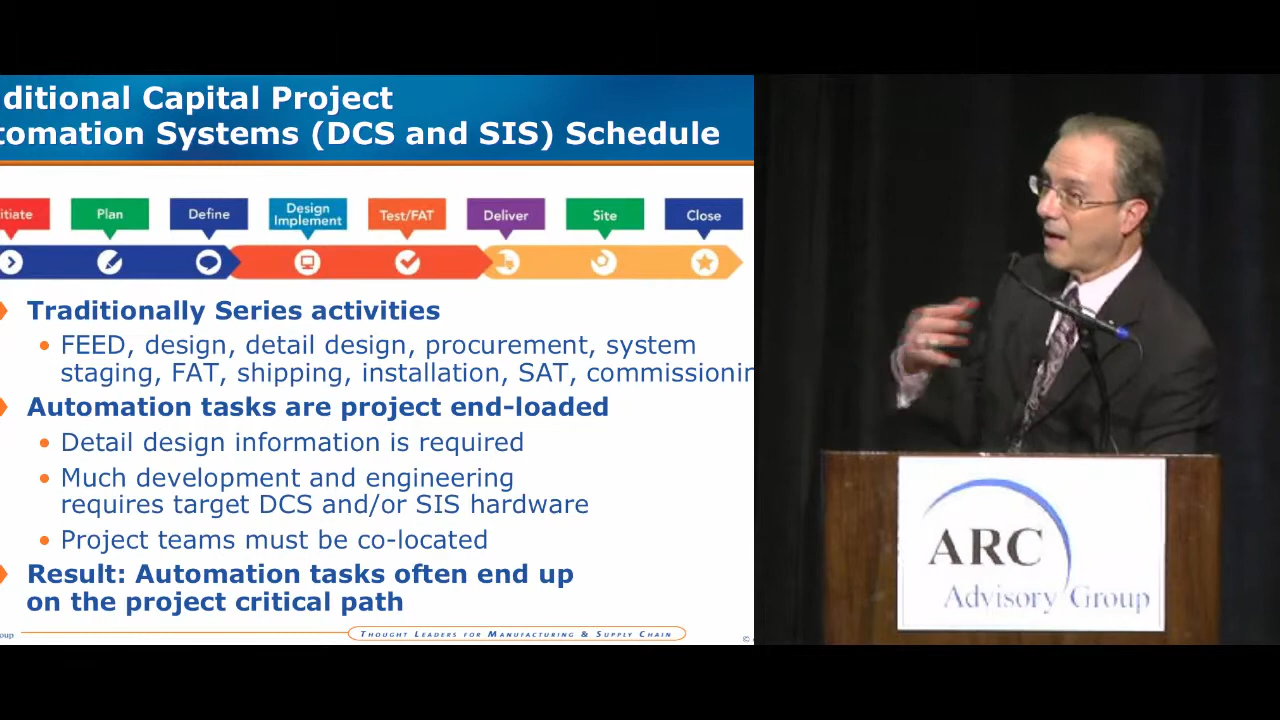 ditional Capital Project
tomation Systems (DCS and SIS) Schedule
itiate
Plan
Define
Design
Implement
Test/FAT
Deliver
Site
Close
Traditionally Series activities
• FEED, design, detail design, procurement, system
staging, FAT, shipping, installation, SAT, commissionin
Automation tasks are project end-loaded
• Detail design information is required
• Much development and engineering
requires target DCS and/or SIS hardware
• Project teams must be co-located
Result: Automation tasks often end up
on the project critical path
oup
THOUGHT LEADERS FOR MANUFACTURING & SUPPLY CHAIN
©
ARC
Advisory Group